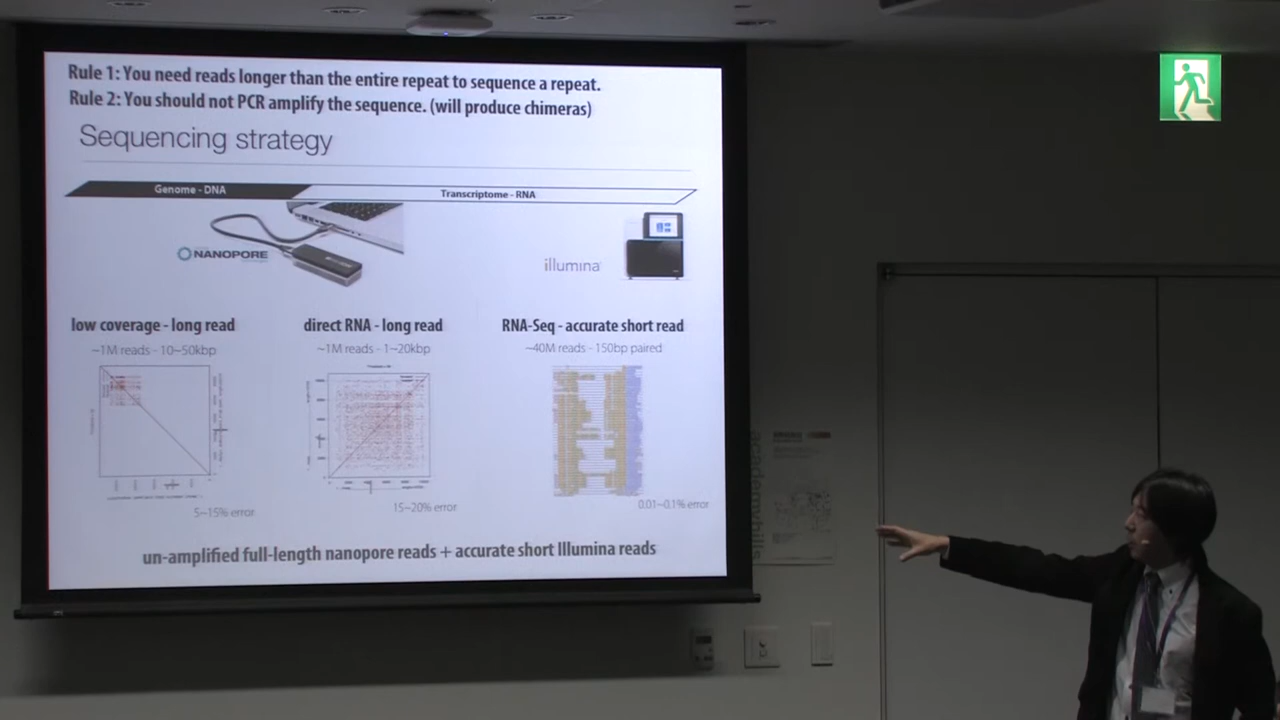 Rule 1: You need reads longer than the entire repeat to sequence a repeat.
Rule 2: You should not PCR amplify the sequence. (will produce chimeras)
Sequencing strategy
Genome - DNA
Transcriptome - RNA
NANOPORE
illumina
low coverage - long read
direct RNA - long read
RNA-Seq - accurate short read
~1M reads - 10~50kbp
~1M reads - 1~20kbp
~40M reads - 150bp paired
5~15% error
15~20% error
0.01~0.1% error
un-amplified full-length nanopore reads + accurate short Illumina reads
academyhills